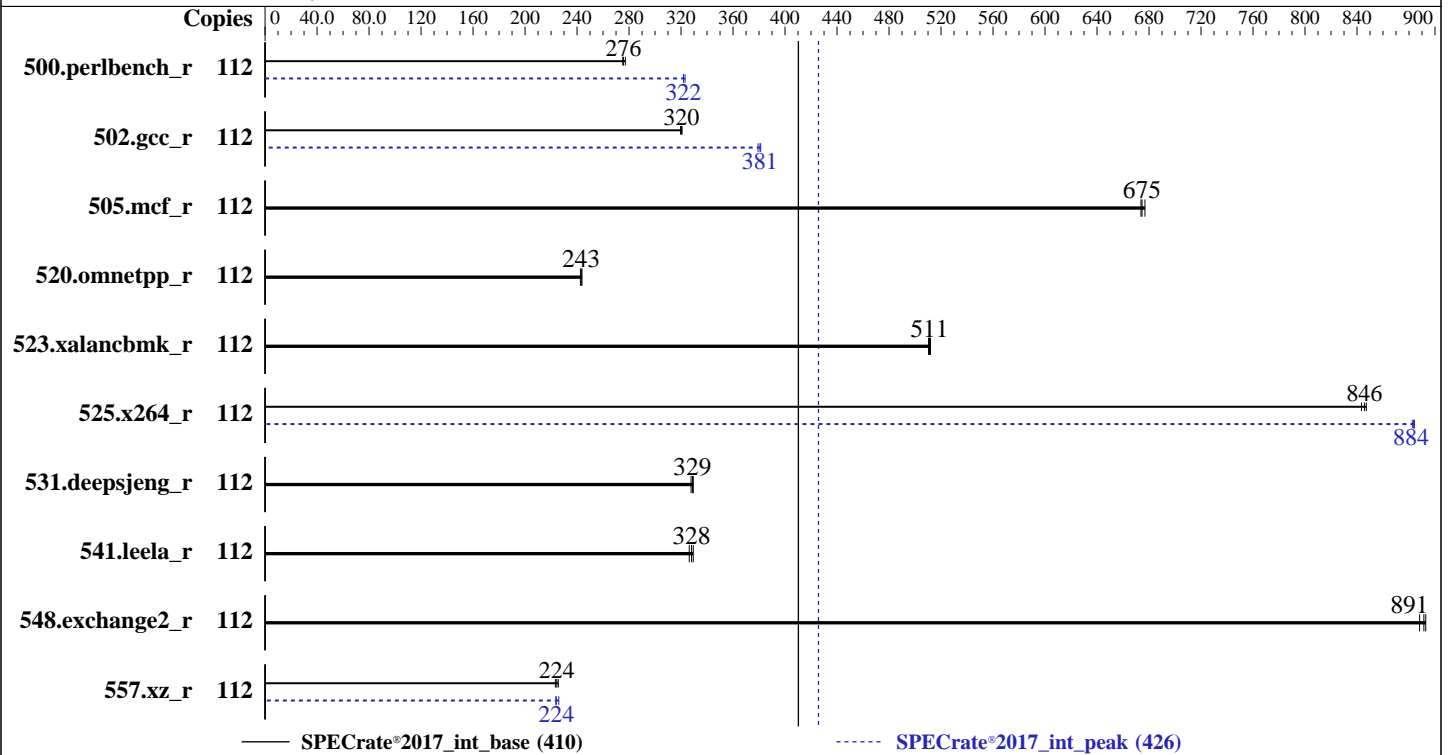 Copies 0 40.0 80.0 120 160 200 240 280 320 360 400 440 480 520 560 600 640 680 720 760 800 840 900
276
500.perlbench_r 112
322
320
502.gcc_r 112
381
675
505.mcf_r 112
243
520.omnetpp_r 112
511
523.xalancbmk_r 112
846
525.x264_r 112
884
329
531.deepsjeng_r 112
328
541.leela_r 112
891
548.exchange2_r 112
224
557.xz_r 112
224
SPECrate®2017_int_base (410) SPECrate®2017_int_peak (426)